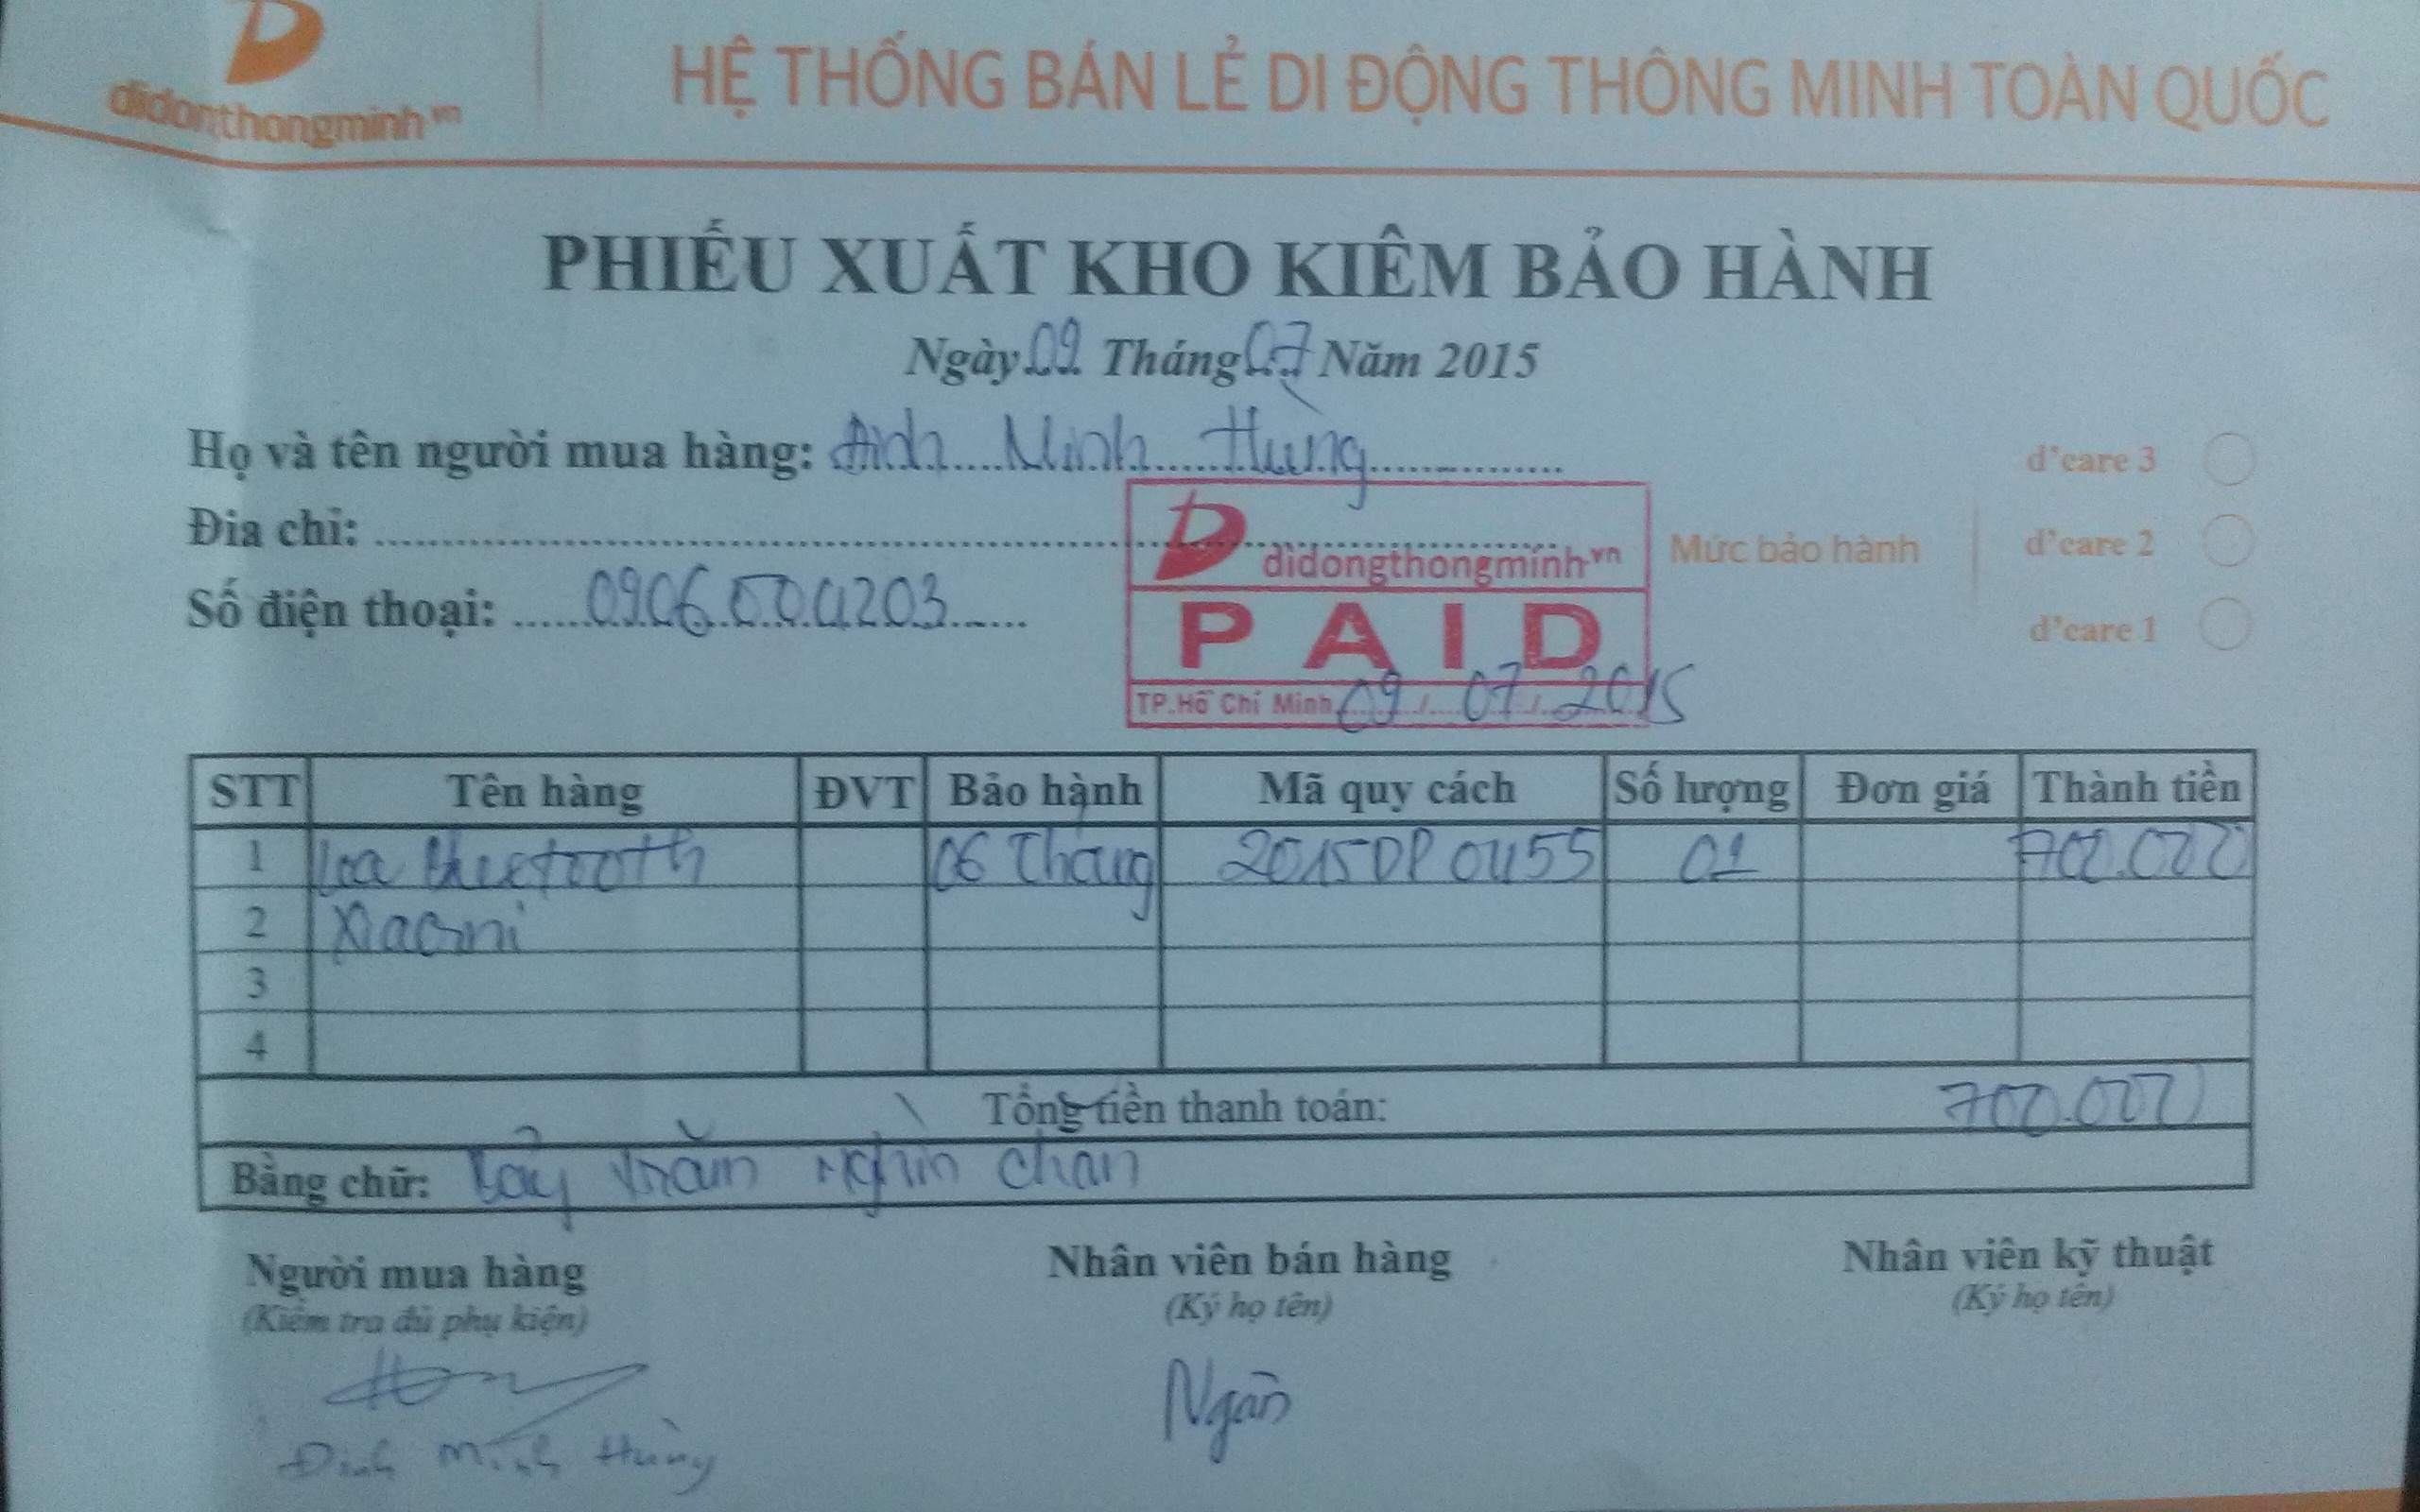 didongthongminh.vn
HỆ THỐNG BÁN LẺ DI ĐỘNG THÔNG MINH TOÀN QUỐC
PHIẾU XUẤT KHO KIÊM BẢO HÀNH
Ngày 09 Tháng 07 Năm 2015
Họ và tên người mua hàng: Đinh Minh Hùng
Địa chỉ:
Số điện thoại: 0906.504203
d'care 3
Mức bảo hành d'care 2
d'care 1
didongthongminh.vn
PAID
TP.Hồ Chí Minh 09/07/2015
STT Tên hàng ĐVT Bảo hành Mã quy cách Số lượng Đơn giá Thành tiền
1 Loa bluetooth 06 Tháng 2015DP0455 01 700.000
2 Xiaomi
3
4
Tổng tiền thanh toán: 700.000
Bằng chữ: Bảy trăm nghìn chẵn
Người mua hàng Nhân viên bán hàng Nhân viên kỹ thuật
(Kiểm tra đủ phụ kiện) (Ký họ tên) (Ký họ tên)
Ngân
Đinh Minh Hùng